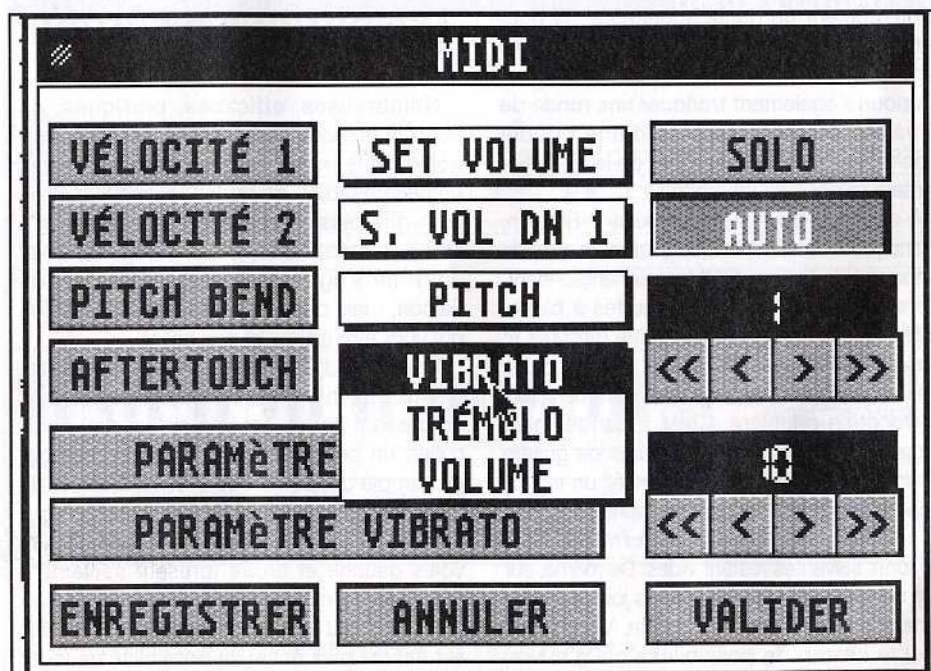 MIDI
VÉLOCITÉ 1 SET VOLUME SOLO
VÉLOCITÉ 2 S. VOL DN 1 AUTO
PITCH BEND PITCH 1
AFTERTOUCH VIBRATO << < > >>
TRÉMOLO
PARAMèTRE VOLUME 10
PARAMèTRE VIBRATO << < > >>
ENREGISTRER ANNULER VALIDER